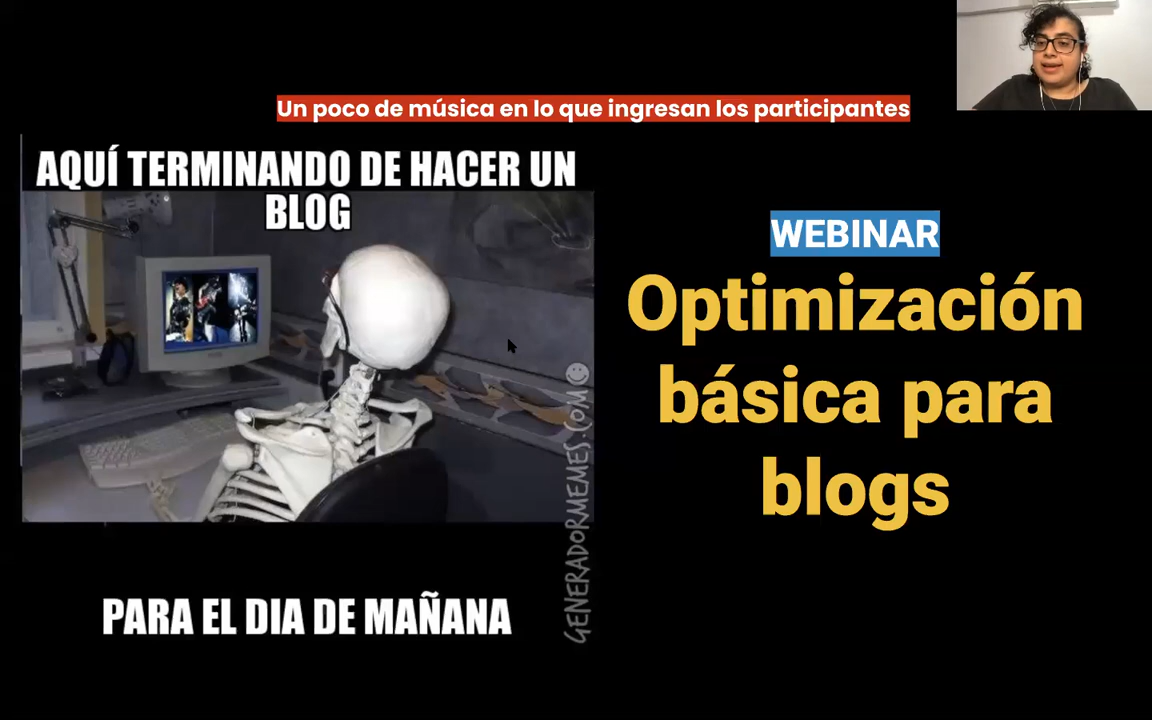 Un poco de música en lo que ingresan los participantes
AQUÍ TERMINANDO DE HACER UN
BLOG
PARA EL DIA DE MAÑANA
GENERADORMEMES.COM
WEBINAR
Optimización
básica para
blogs